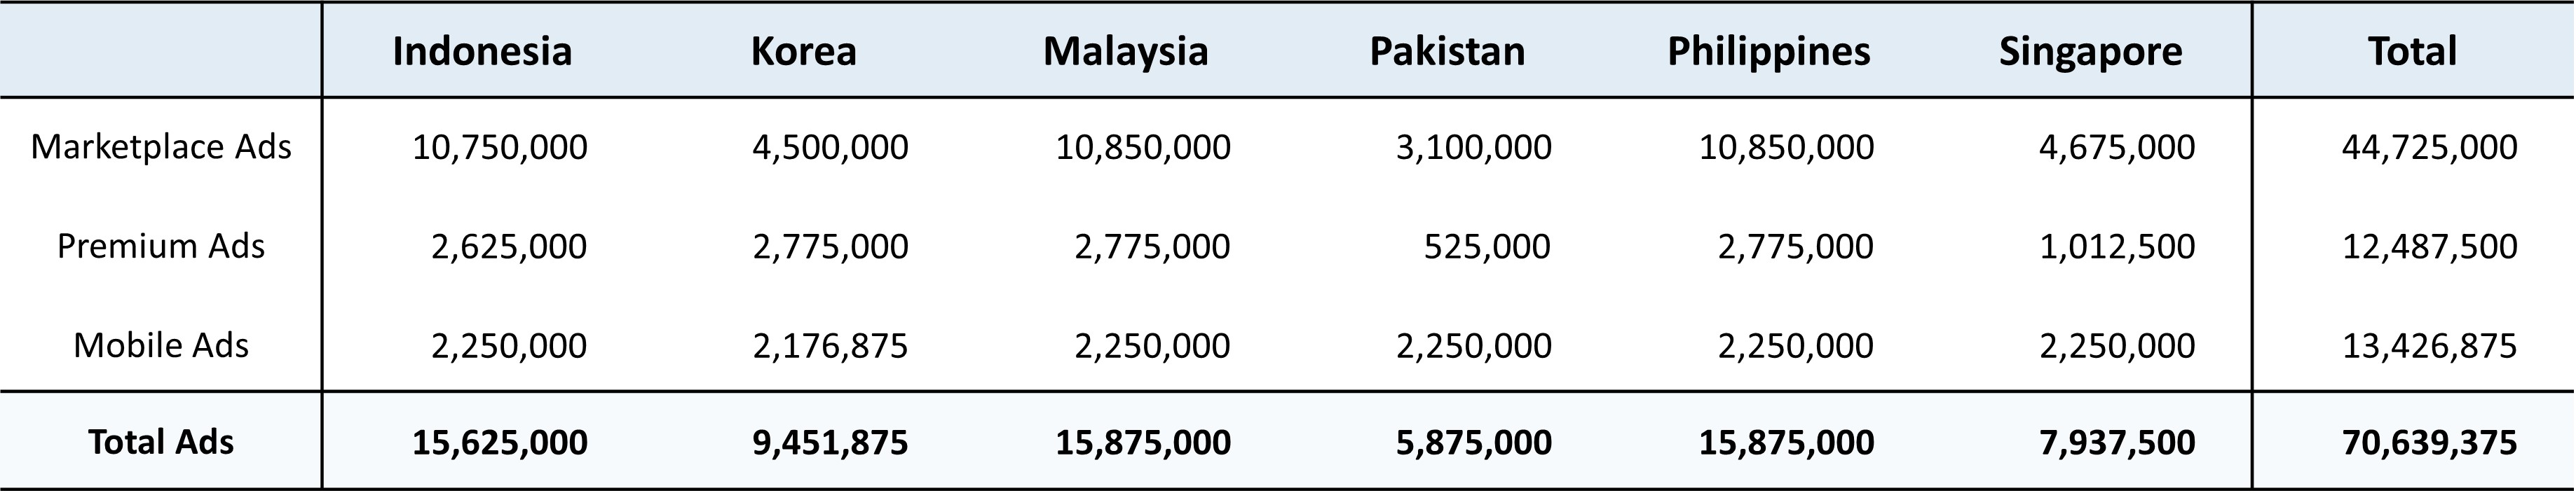 Indonesia Korea Malaysia Pakistan Philippines Singapore Total
Marketplace Ads 10,750,000 4,500,000 10,850,000 3,100,000 10,850,000 4,675,000 44,725,000
Premium Ads 2,625,000 2,775,000 2,775,000 525,000 2,775,000 1,012,500 12,487,500
Mobile Ads 2,250,000 2,176,875 2,250,000 2,250,000 2,250,000 2,250,000 13,426,875
Total Ads 15,625,000 9,451,875 15,875,000 5,875,000 15,875,000 7,937,500 70,639,375